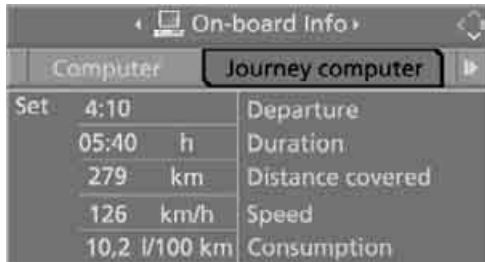 On-board Info
Computer Journey computer
Set 4:10 Departure
05:40 h Duration
279 km Distance covered
126 km/h Speed
10,2 l/100 km Consumption